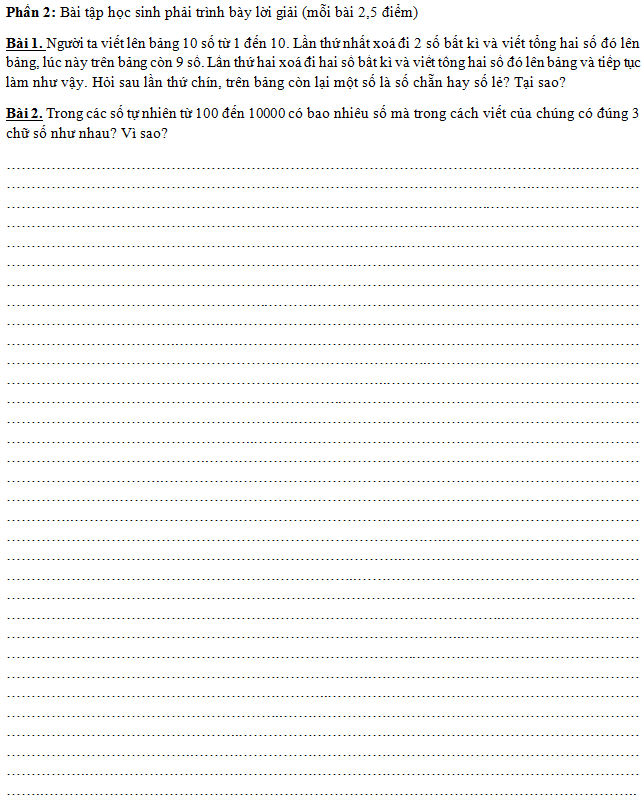 Phần 2: Bài tập học sinh phải trình bày lời giải (mỗi bài 2,5 điểm)
Bài 1. Người ta viết lên bảng 10 số từ 1 đến 10. Lần thứ nhất xoá đi 2 số bất kì và viết tổng hai số đó lên
bảng, lúc này trên bảng còn 9 số. Lần thứ hai xoá đi hai số bất kì và viết tổng hai số đó lên bảng và tiếp tục
làm như vậy. Hỏi sau lần thứ chín, trên bảng còn lại một số là số chẵn hay số lẻ? Tại sao?
Bài 2. Trong các số tự nhiên từ 100 đến 10000 có bao nhiêu số mà trong cách viết của chúng có đúng 3
chữ số như nhau? Vì sao?